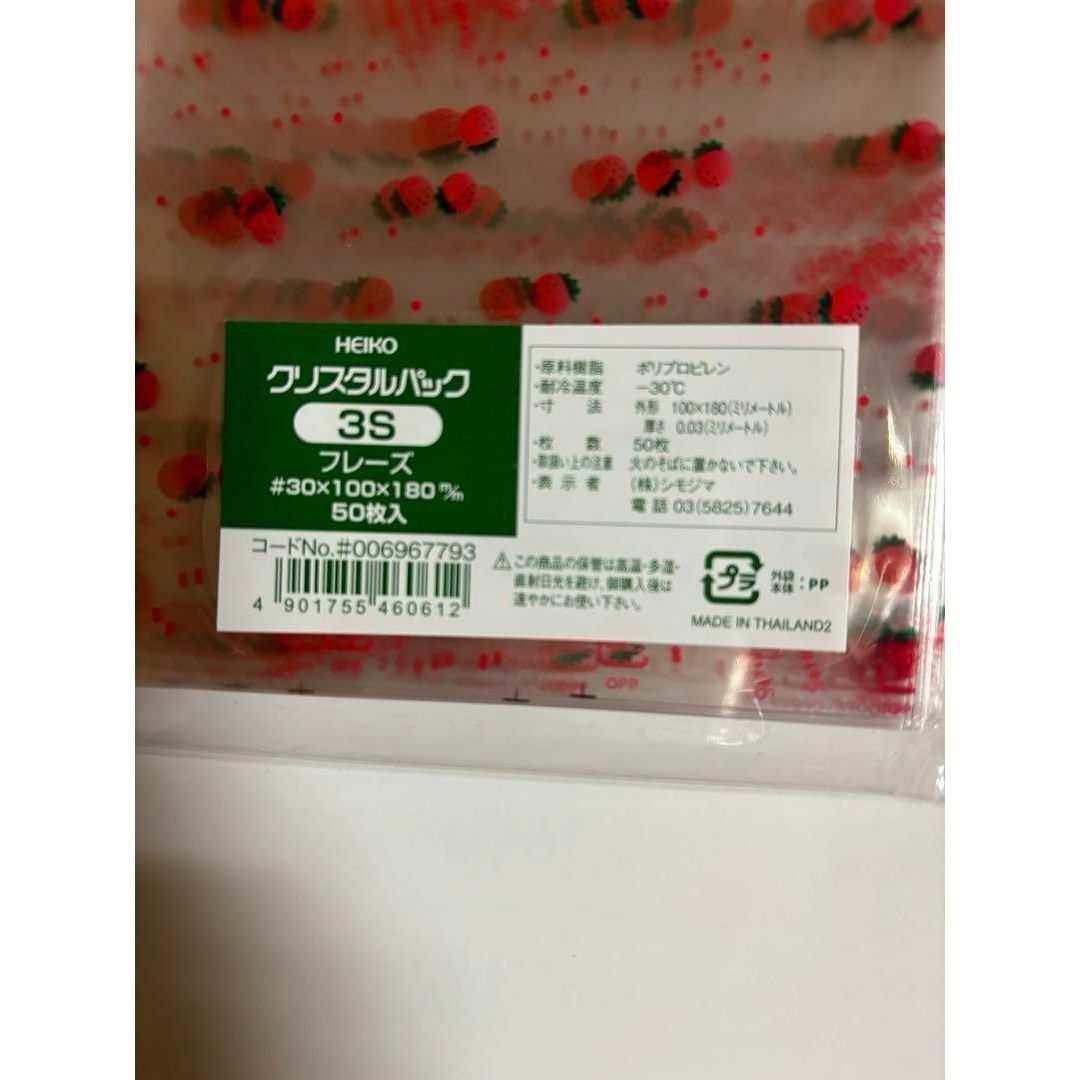 HEIKO
クリスタルパック
3S
フレーズ
#30×100×180m/m
50枚入
・原料樹脂 ポリプロピレン
・耐冷温度 −30℃
・寸法 外形 100×180(ミリメートル)
厚さ 0.03(ミリメートル)
・枚数 50枚
・取扱い上の注意 火のそばに置かないで下さい。
・表示者 (株)シモジマ
電話 03(5825)7644
コードNo.#006967793
4 901755 460612
⚠この商品の保管は高温・多湿・
直射日光を避け、御購入後は
速やかにお使い下さい。
プラ
外袋
本体:PP
MADE IN THAILAND2
OPP